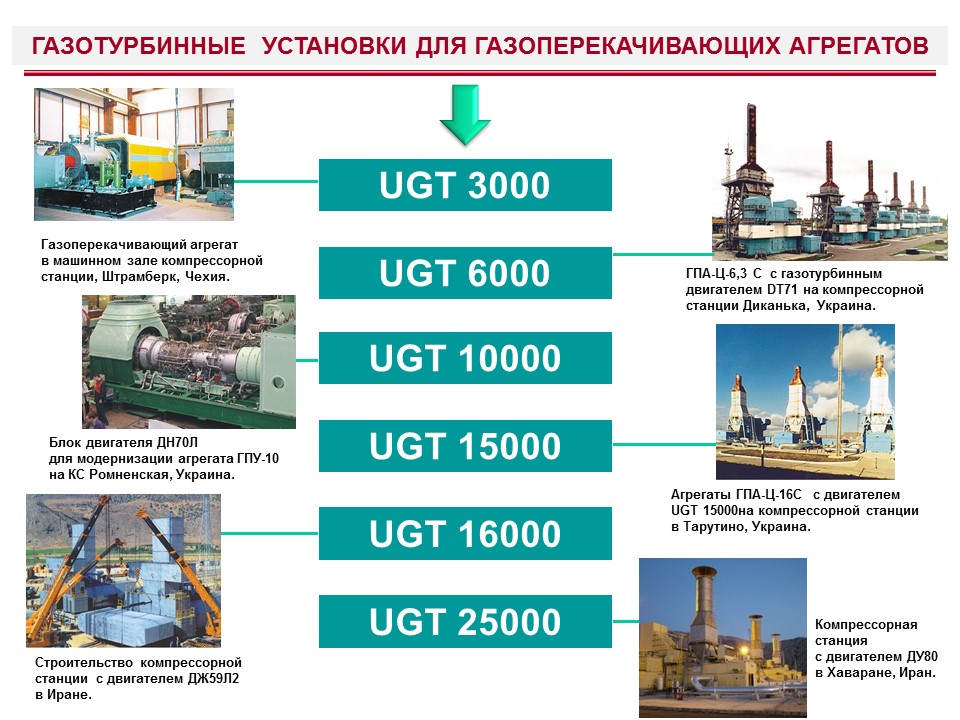 ГАЗОТУРБИННЫЕ УСТАНОВКИ ДЛЯ ГАЗОПЕРЕКАЧИВАЮЩИХ АГРЕГАТОВ
UGT 3000
Газоперекачивающий агрегат
в машинном зале компрессорной
станции, Штрамберк, Чехия.
UGT 6000
ГПА-Ц-6,3 С с газотурбинным
двигателем DT71 на компрессорной
станции Диканька, Украина.
UGT 10000
Блок двигателя ДН70Л
для модернизации агрегата ГПУ-10
на КС Ромненская, Украина.
UGT 15000
Агрегаты ГПА-Ц-16С с двигателем
UGT 15000на компрессорной станции
в Тарутино, Украина.
UGT 16000
Строительство компрессорной
станции с двигателем ДЖ59Л2
в Иране.
UGT 25000
Компрессорная
станция
с двигателем ДУ80
в Хаваране, Иран.